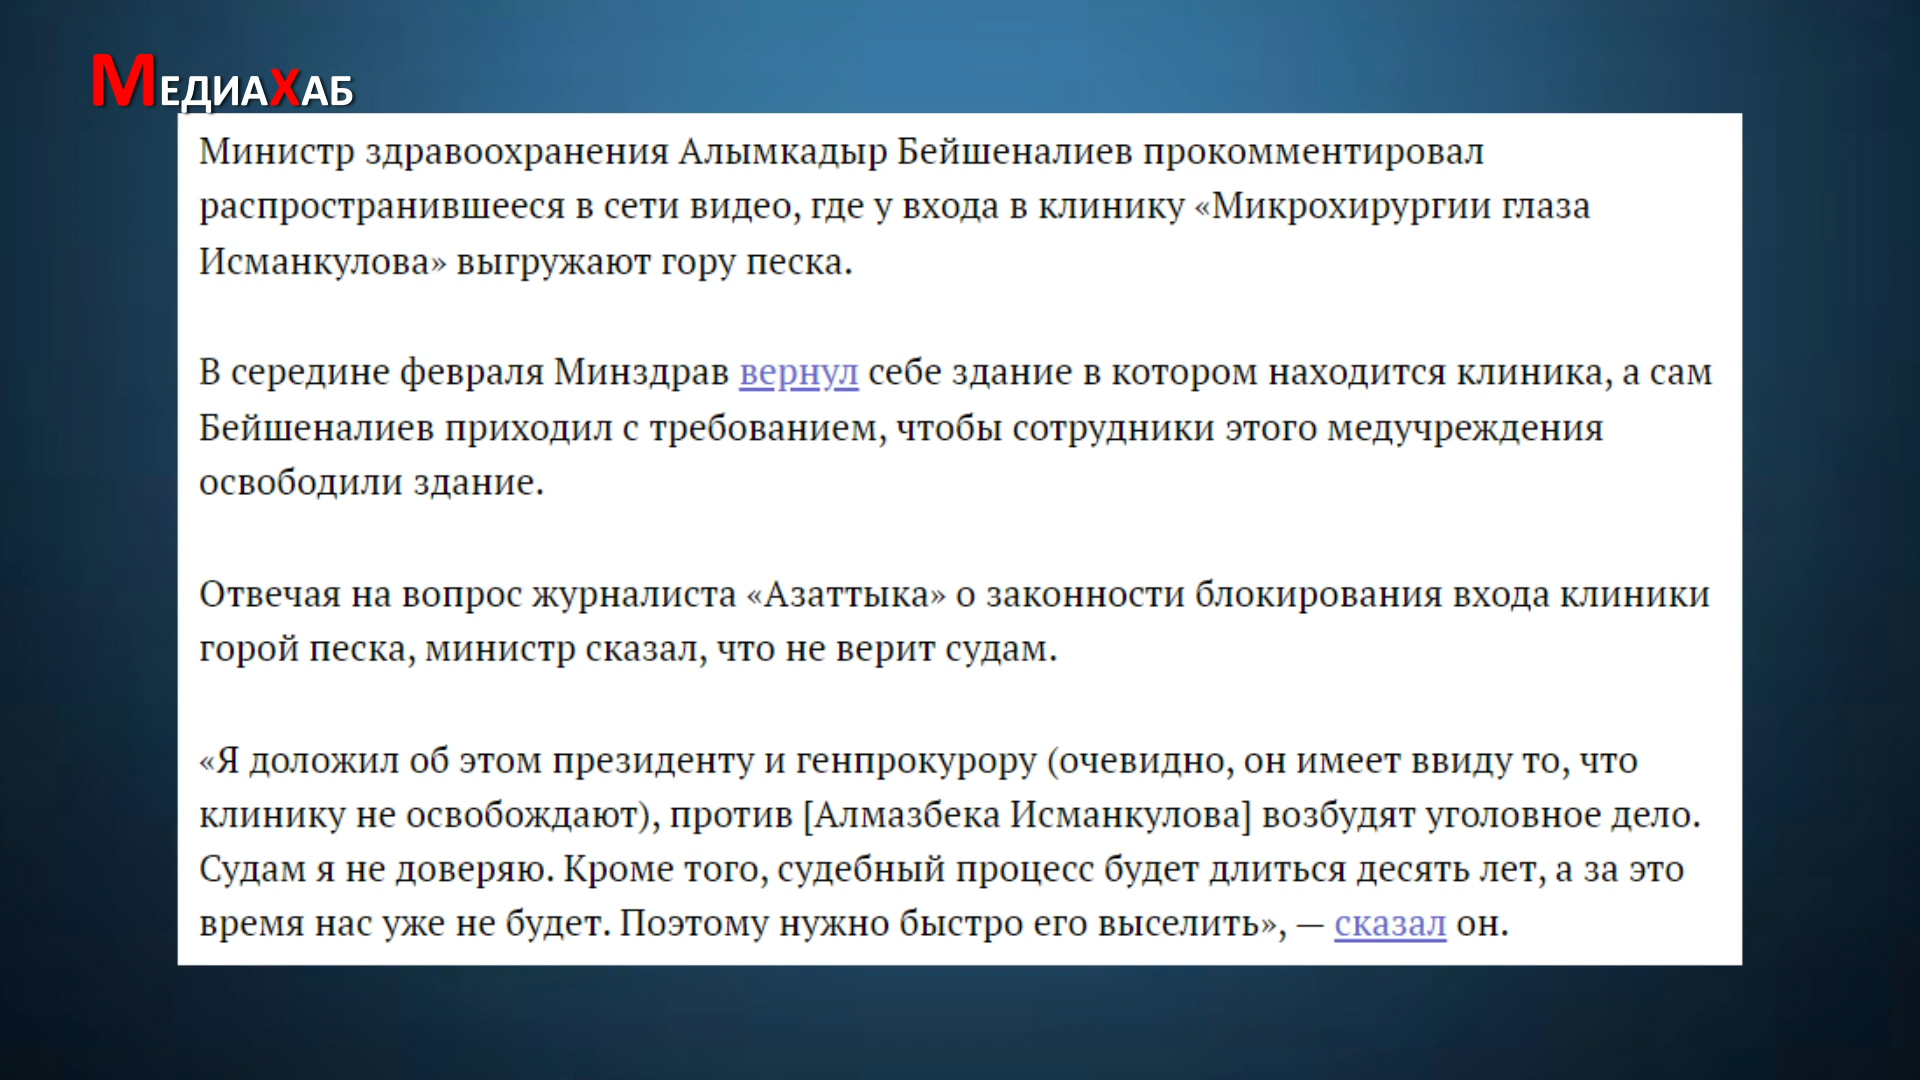 МЕДИАХАБ
Министр здравоохранения Алымкадыр Бейшеналиев прокомментировал
распространившееся в сети видео, где у входа в клинику «Микрохирургии глаза
Исманкулова» выгружают гору песка.
В середине февраля Минздрав вернул себе здание в котором находится клиника, а сам
Бейшеналиев приходил с требованием, чтобы сотрудники этого медучреждения
освободили здание.
Отвечая на вопрос журналиста «Азаттыка» о законности блокирования входа клиники
горой песка, министр сказал, что не верит судам.
«Я доложил об этом президенту и генпрокурору (очевидно, он имеет ввиду то, что
клинику не освобождают), против [Алмазбека Исманкулова] возбудят уголовное дело.
Судам я не доверяю. Кроме того, судебный процесс будет длиться десять лет, а за это
время нас уже не будет. Поэтому нужно быстро его выселить», — сказал он.